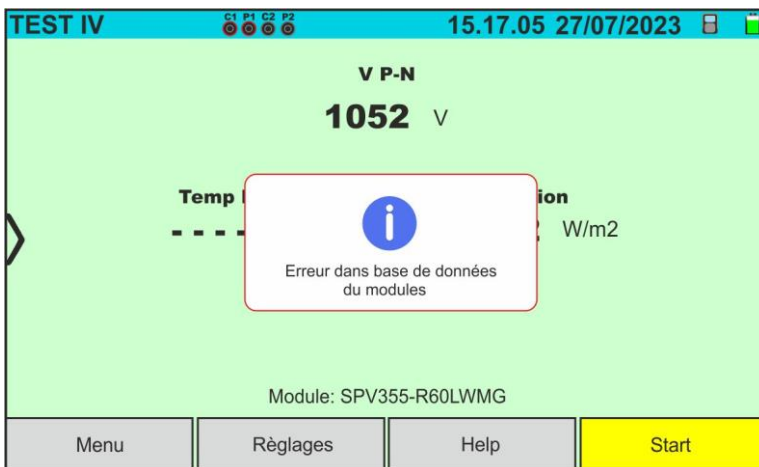 TEST IV C1 P1 C2 P2 15.17.05 27/07/2023
V P-N
1052 V
Temp ion
- - - - W/m2
Erreur dans base de données
du modules
Module: SPV355-R60LWMG
Menu Règlages Help Start